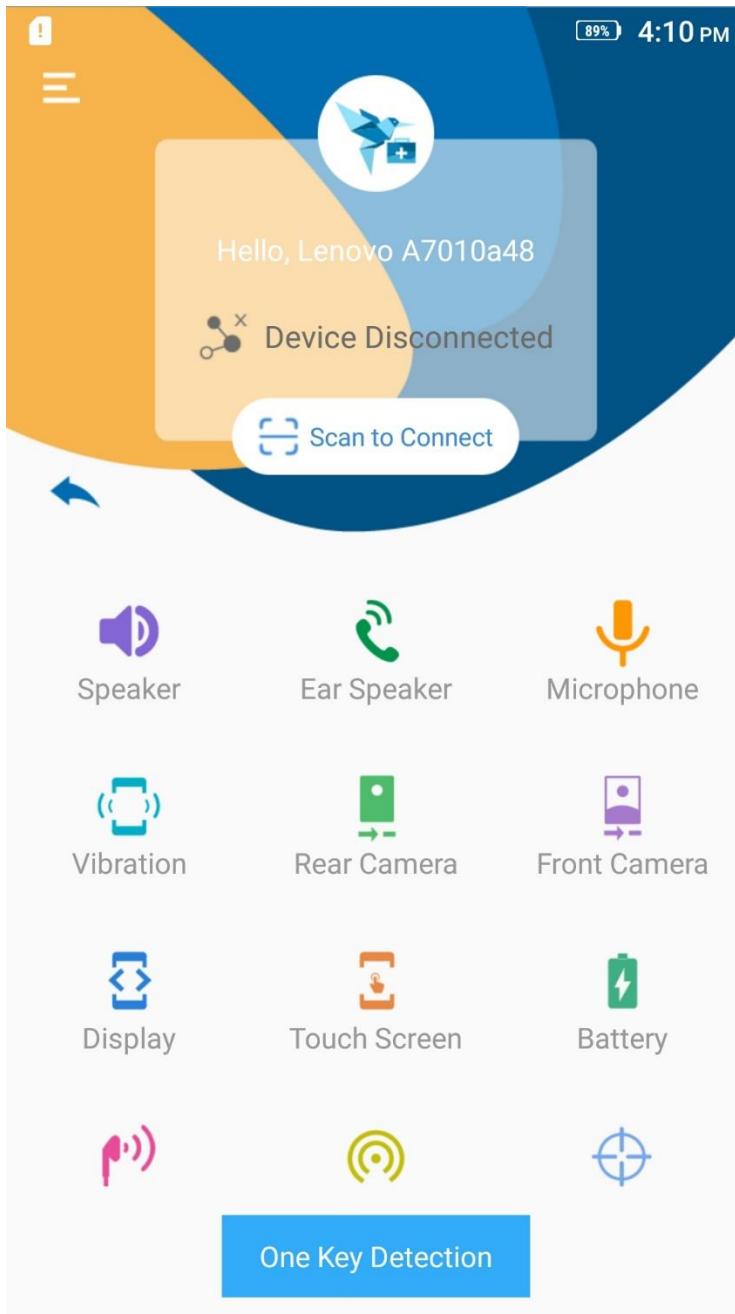 89% 4:10 PM
Hello, Lenovo A7010a48
Device Disconnected
Scan to Connect
Speaker Ear Speaker Microphone
Vibration Rear Camera Front Camera
Display Touch Screen Battery
One Key Detection